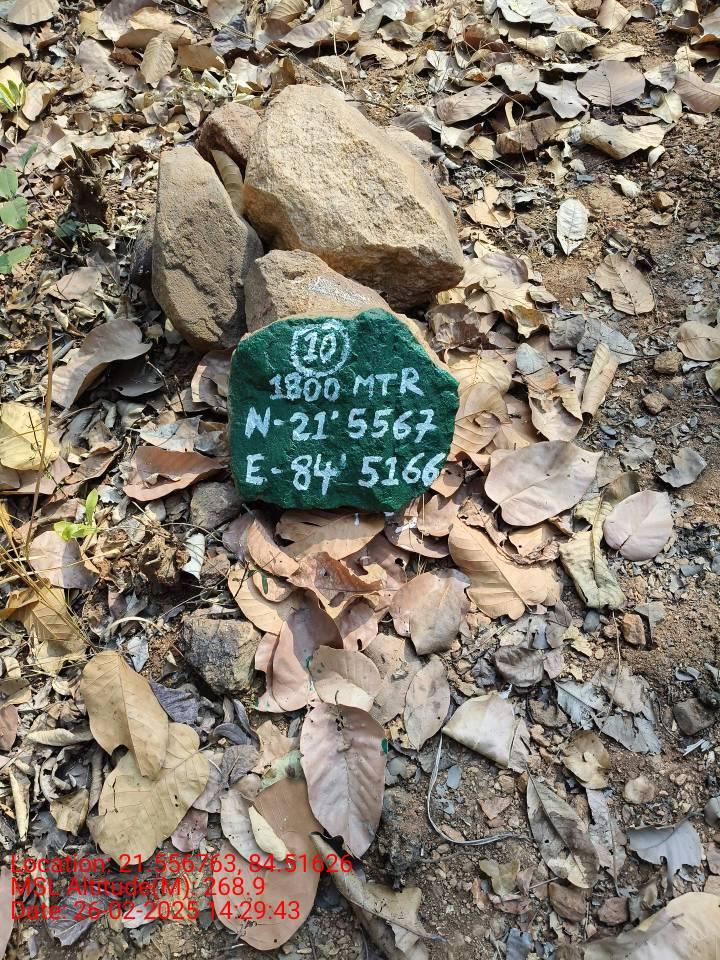 10
1800 MTR
N-21' 5567
E-84' 5166
Location: 21.556763, 84.51626
MSL Altitude(M): 268.9
Date: 26-02-2025 14:29:43